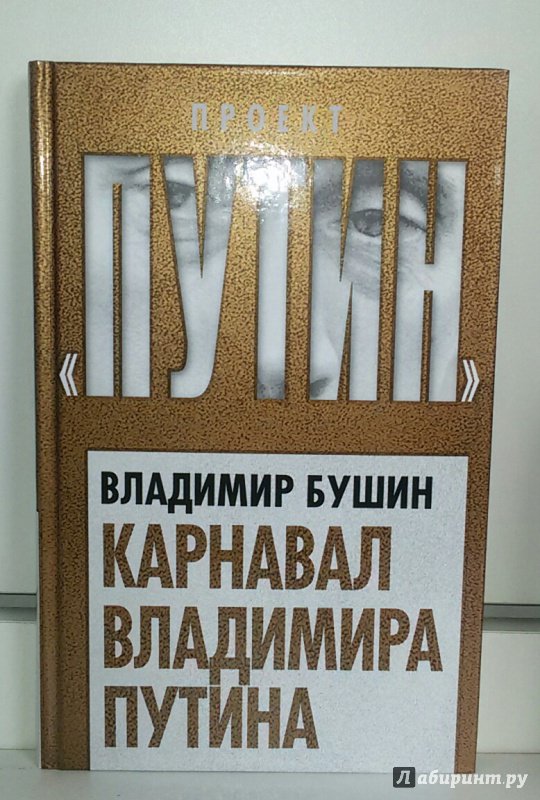 ПРОЕКТ
«ПУТИН»
ВЛАДИМИР БУШИН
КАРНАВАЛ
ВЛАДИМИРА
ПУТИНА
Лабиринт.ру